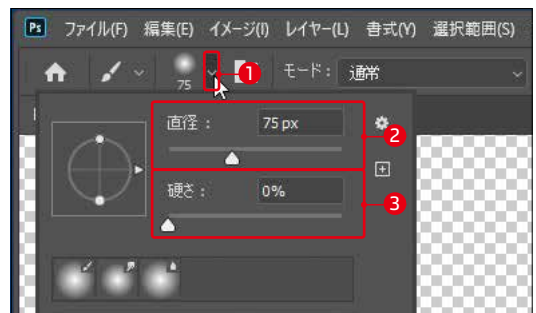 Ps ファイル(F) 編集(E) イメージ(I) レイヤー(L) 書式(Y) 選択範囲(S)
75 1 モード： 通常
直径： 75 px
2
硬さ： 0%
3